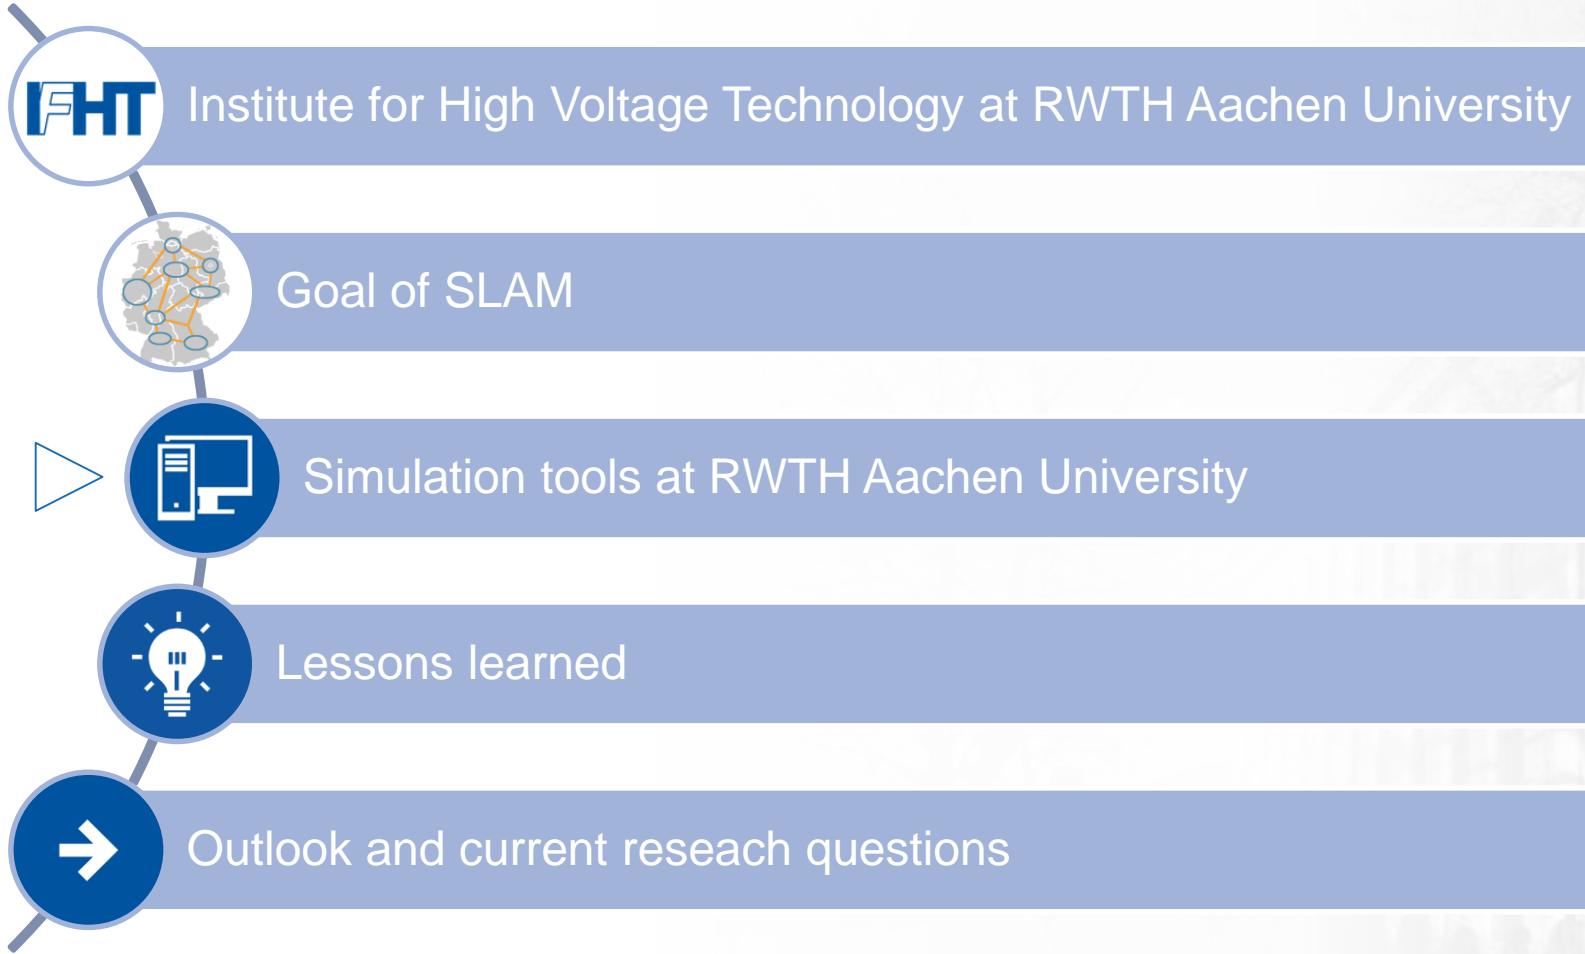 IFHT
Institute for High Voltage Technology at RWTH Aachen University
Goal of SLAM
Simulation tools at RWTH Aachen University
Lessons learned
Outlook and current reseach questions